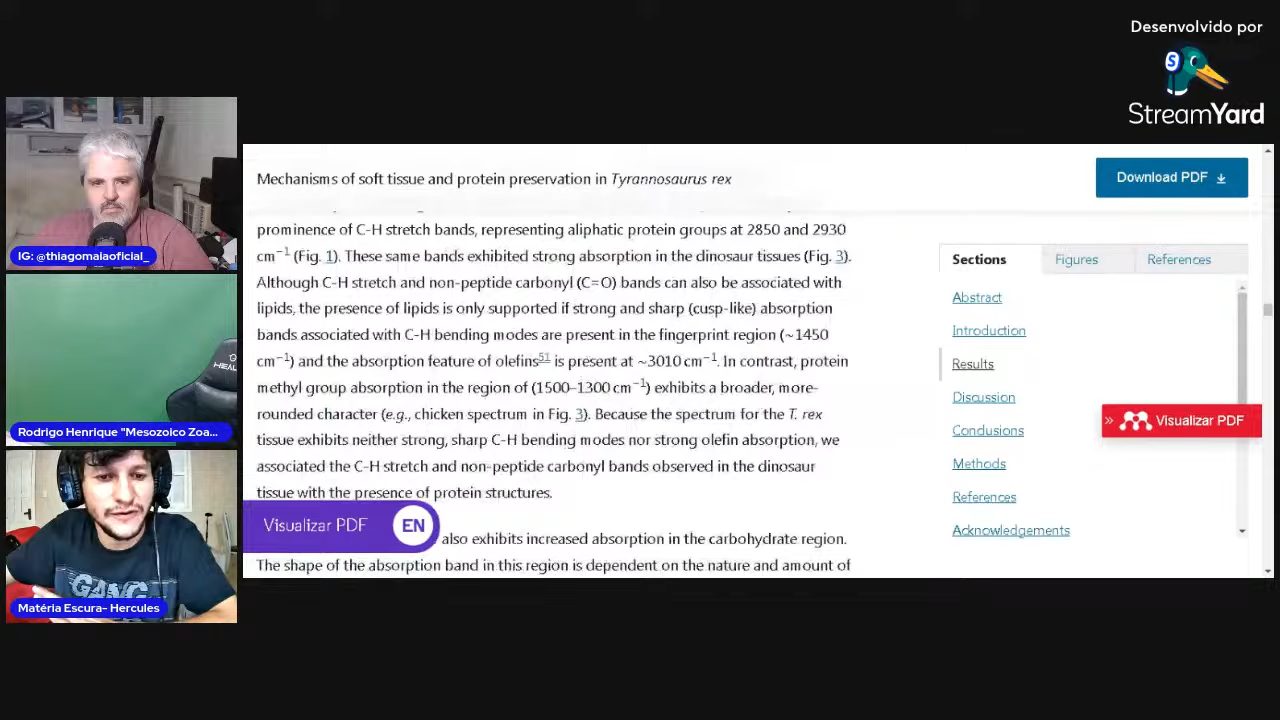 Desenvolvido por
S
StreamYard
IG: @thiagomaiaoficial_
HEAL
Rodrigo Henrique "Mesozoico Zoa...
GANG
Matéria Escura- Hercules
Mechanisms of soft tissue and protein preservation in Tyrannosaurus rex
Download PDF
prominence of C-H stretch bands, representing aliphatic protein groups at 2850 and 2930
cm−1 (Fig. 1). These same bands exhibited strong absorption in the dinosaur tissues (Fig. 3).
Although C-H stretch and non-peptide carbonyl (C=O) bands can also be associated with
lipids, the presence of lipids is only supported if strong and sharp (cusp-like) absorption
bands associated with C-H bending modes are present in the fingerprint region (~1450
cm−1) and the absorption feature of olefins51 is present at ~3010 cm−1. In contrast, protein
methyl group absorption in the region of (1500–1300 cm−1) exhibits a broader, more-
rounded character (e.g., chicken spectrum in Fig. 3). Because the spectrum for the T. rex
tissue exhibits neither strong, sharp C-H bending modes nor strong olefin absorption, we
associated the C-H stretch and non-peptide carbonyl bands observed in the dinosaur
tissue with the presence of protein structures.
Visualizar PDF EN
also exhibits increased absorption in the carbohydrate region.
The shape of the absorption band in this region is dependent on the nature and amount of
Sections Figures References
Abstract
Introduction
Results
Discussion
Conclusions
Methods
References
Acknowledgements
» Visualizar PDF